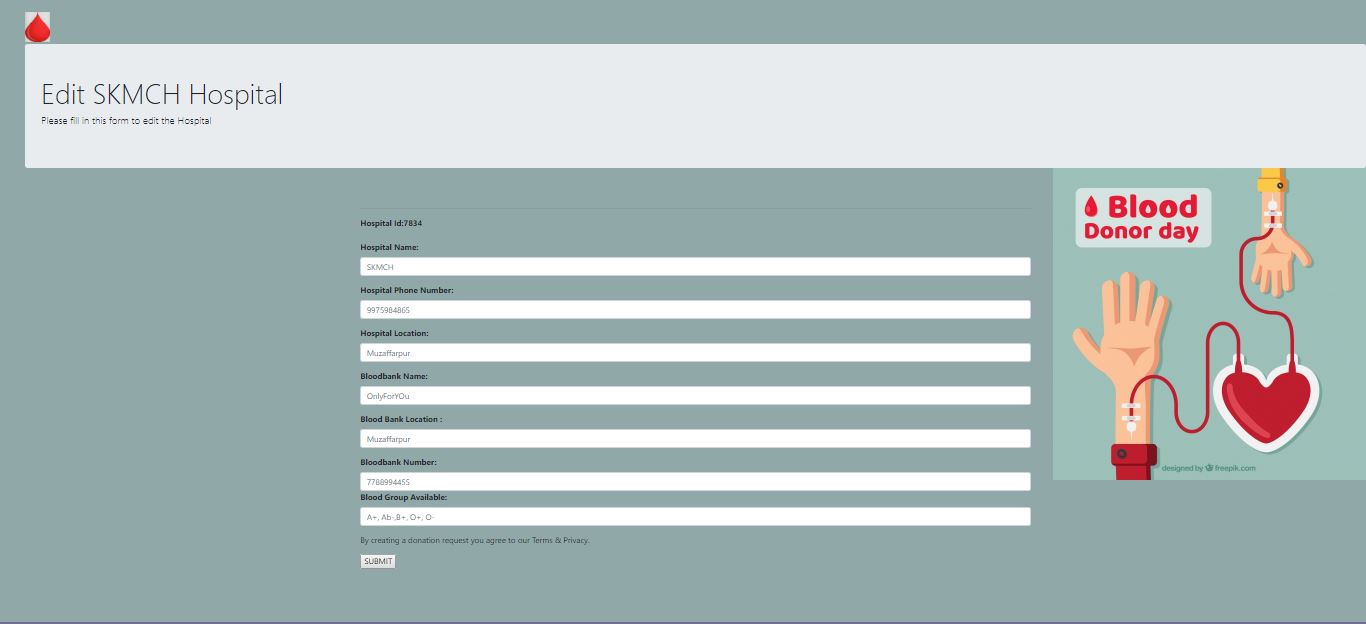 Edit SKMCH Hospital
Please fill in this form to edit the Hospital
Blood
Donor day
Hospital Id:7834
Hospital Name:
SKMCH
Hospital Phone Number:
9975984865
Hospital Location:
Muzaffarpur
Bloodbank Name:
OnlyForYOu
Blood Bank Location :
Muzaffarpur
Bloodbank Number:
7788994455
Blood Group Available:
A+, Ab-,B+, O+, O-
By creating a donation request you agree to our Terms & Privacy.
SUBMIT
designed by freepik.com